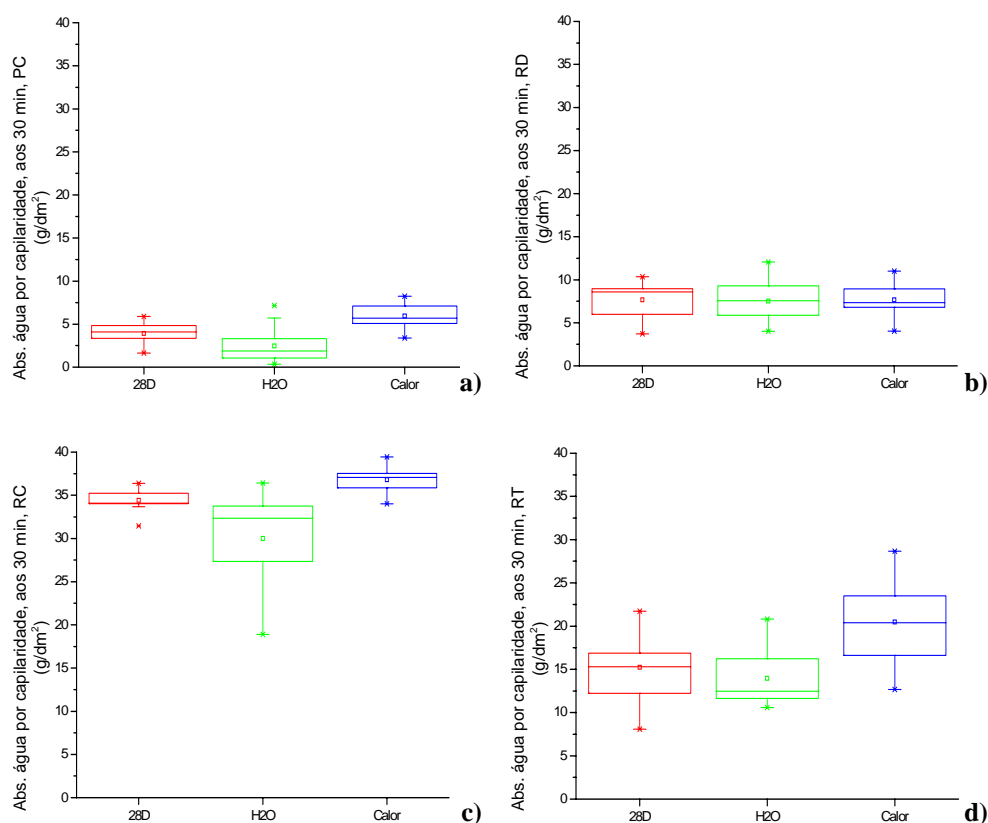 Abs. água por capilaridade, aos 30 min, PC
(g/dm²)
40
35
30
25
20
15
10
5
0
28D H2O Calor
a)
Abs. água por capilaridade, aos 30 min, RD
(g/dm²)
40
35
30
25
20
15
10
5
0
28D H2O Calor
b)
Abs. água por capilaridade, aos 30 min, RC
(g/dm²)
40
35
30
25
20
15
10
5
0
28D H2O Calor
c)
Abs. água por capilaridade, aos 30 min, RT
(g/dm²)
40
35
30
25
20
15
10
5
0
28D H2O Calor
d)